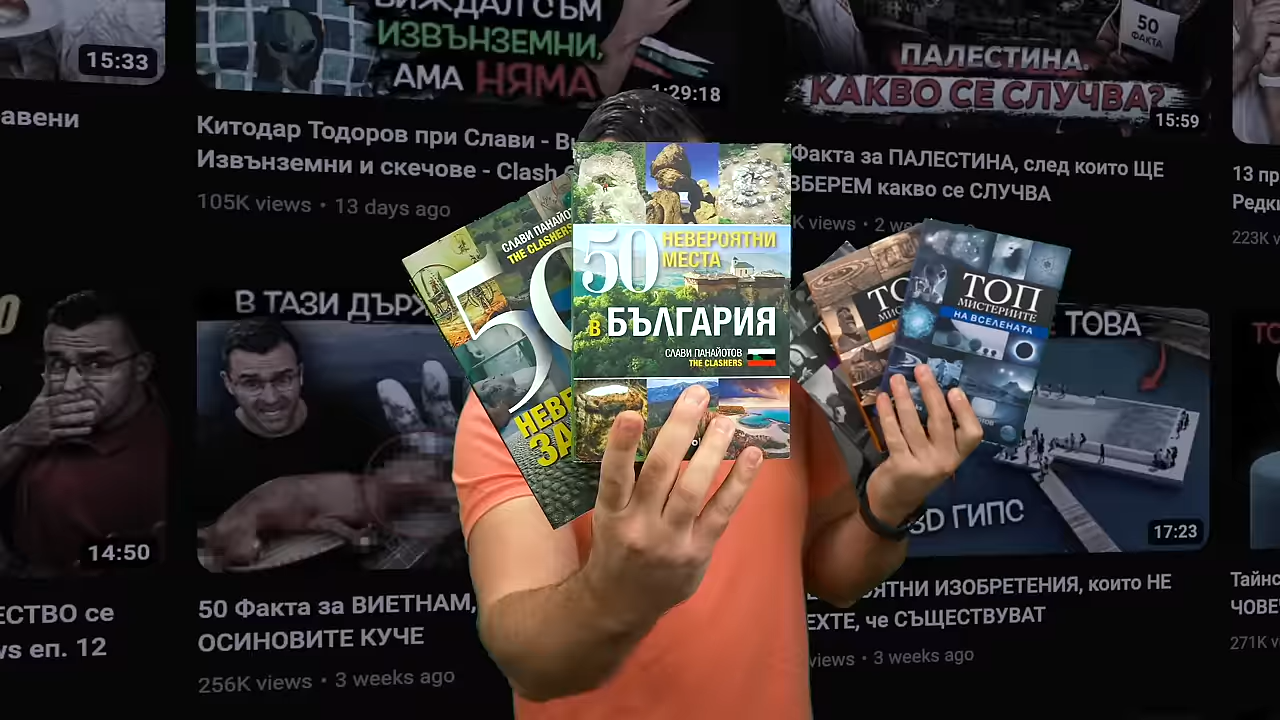 15:33
авени
ВИЖДАЛ СЪМ
ИЗВЪНЗЕМНИ,
АМА НЯМА
1:29:18
Китодар Тодоров при Слави -
Извънземни и скечове - Clash
105K views • 13 days ago
50
ФАКТА
ПАЛЕСТИНА.
КАКВО СЕ СЛУЧВА?
15:59
Факта за ПАЛЕСТИНА, след които ЩЕ
ЗБЕРЕМ какво се СЛУЧВА
K views • 2
13 пр
Редки
223K
СЛАВИ ПАНАЙОТ
THE CLASHERS
50
НЕВЕ
ЗА
50 НЕВЕРОЯТНИ
МЕСТА
в БЪЛГАРИЯ
СЛАВИ ПАНАЙОТОВ
THE CLASHERS
ТОП
МИСТЕРИИТЕ
НА ВСЕЛЕНАТА
14:50
ЕСТВО се
ws еп. 12
В ТАЗИ ДЪРЖ
50 Факта за ВИЕТНАМ,
ОСИНОВИТЕ КУЧЕ
256K views • 3 weeks ago
ТОВА
3D ГИПС
17:23
ЯТНИ ИЗОБРЕТЕНИЯ, които НЕ
ЕХТЕ, че СЪЩЕСТВУВАТ
views • 3 weeks ago
Тайнс
ЧОВЕ
271K